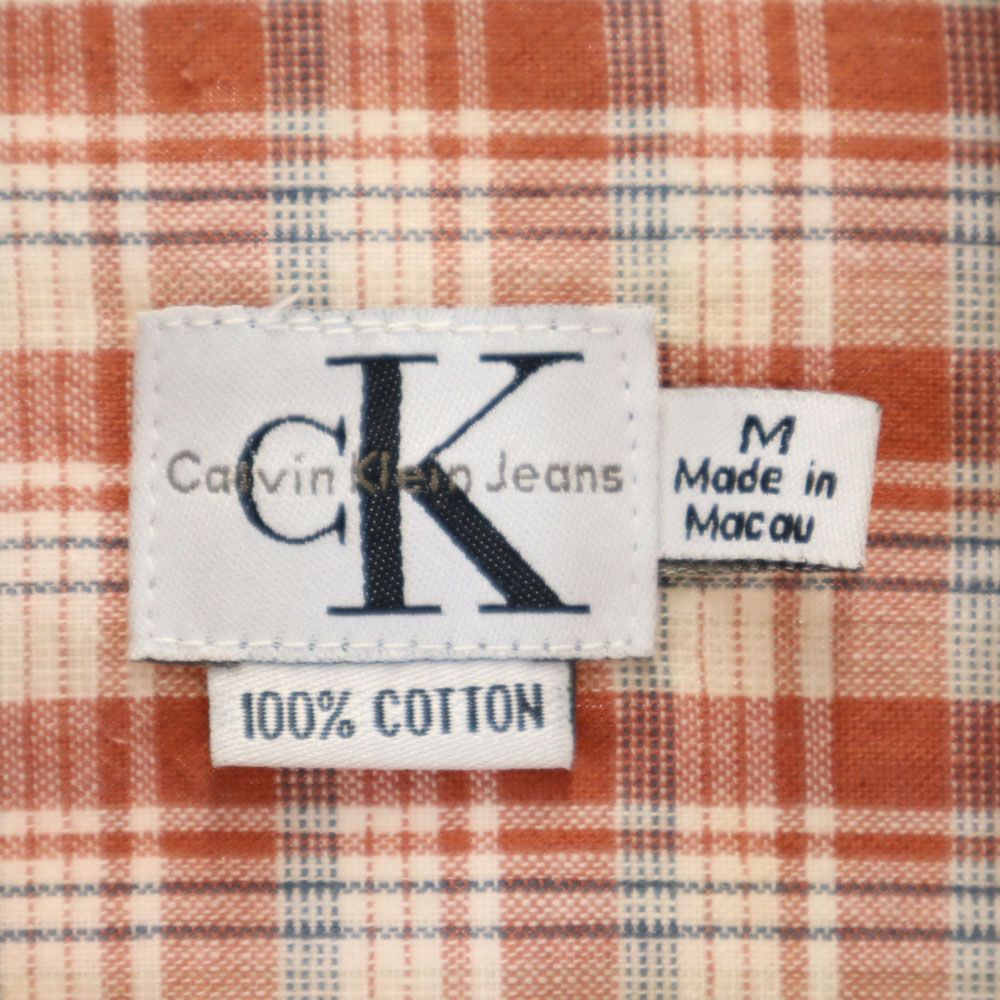 CK
Calvin Klein Jeans
M
Made in
Macau
100% COTTON